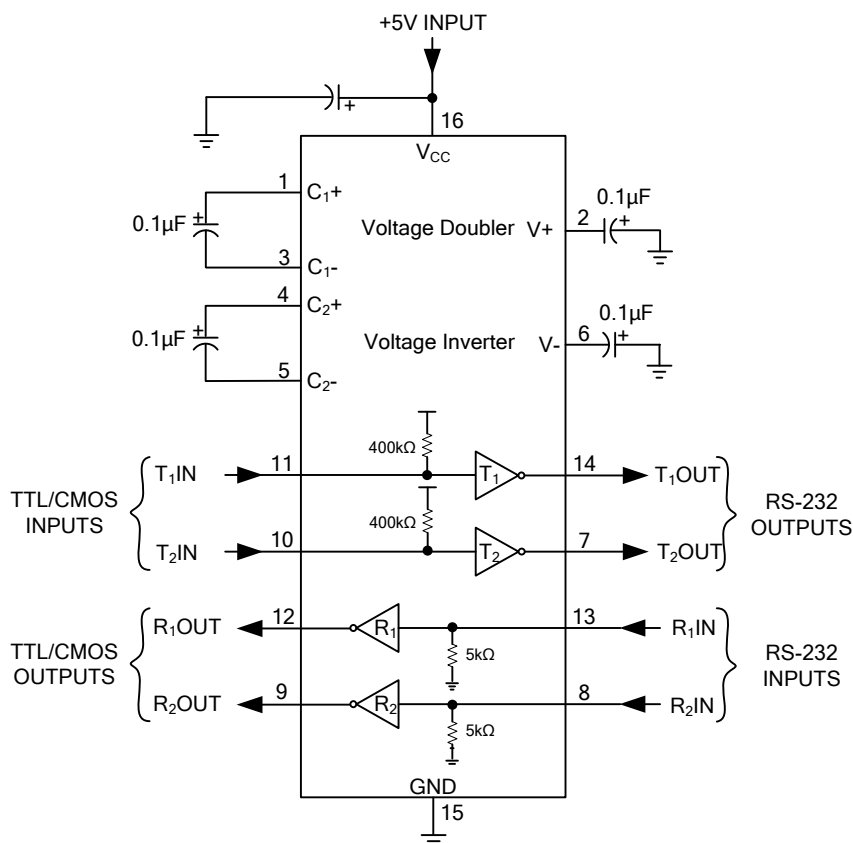 +5V INPUT
+
16
V_CC
1
C₁+
0.1µF
+
3
C₁-
Voltage Doubler
V+
2
0.1µF
+
4
C₂+
0.1µF
+
5
C₂-
Voltage Inverter
V-
6
0.1µF
+
400kΩ
TTL/CMOS
INPUTS
T₁IN
11
T₁
14
T₁OUT
400kΩ
T₂IN
10
T₂
7
T₂OUT
RS-232
OUTPUTS
TTL/CMOS
OUTPUTS
R₁OUT
12
R₁
13
R₁IN
5kΩ
R₂OUT
9
R₂
8
R₂IN
5kΩ
RS-232
INPUTS
GND
15